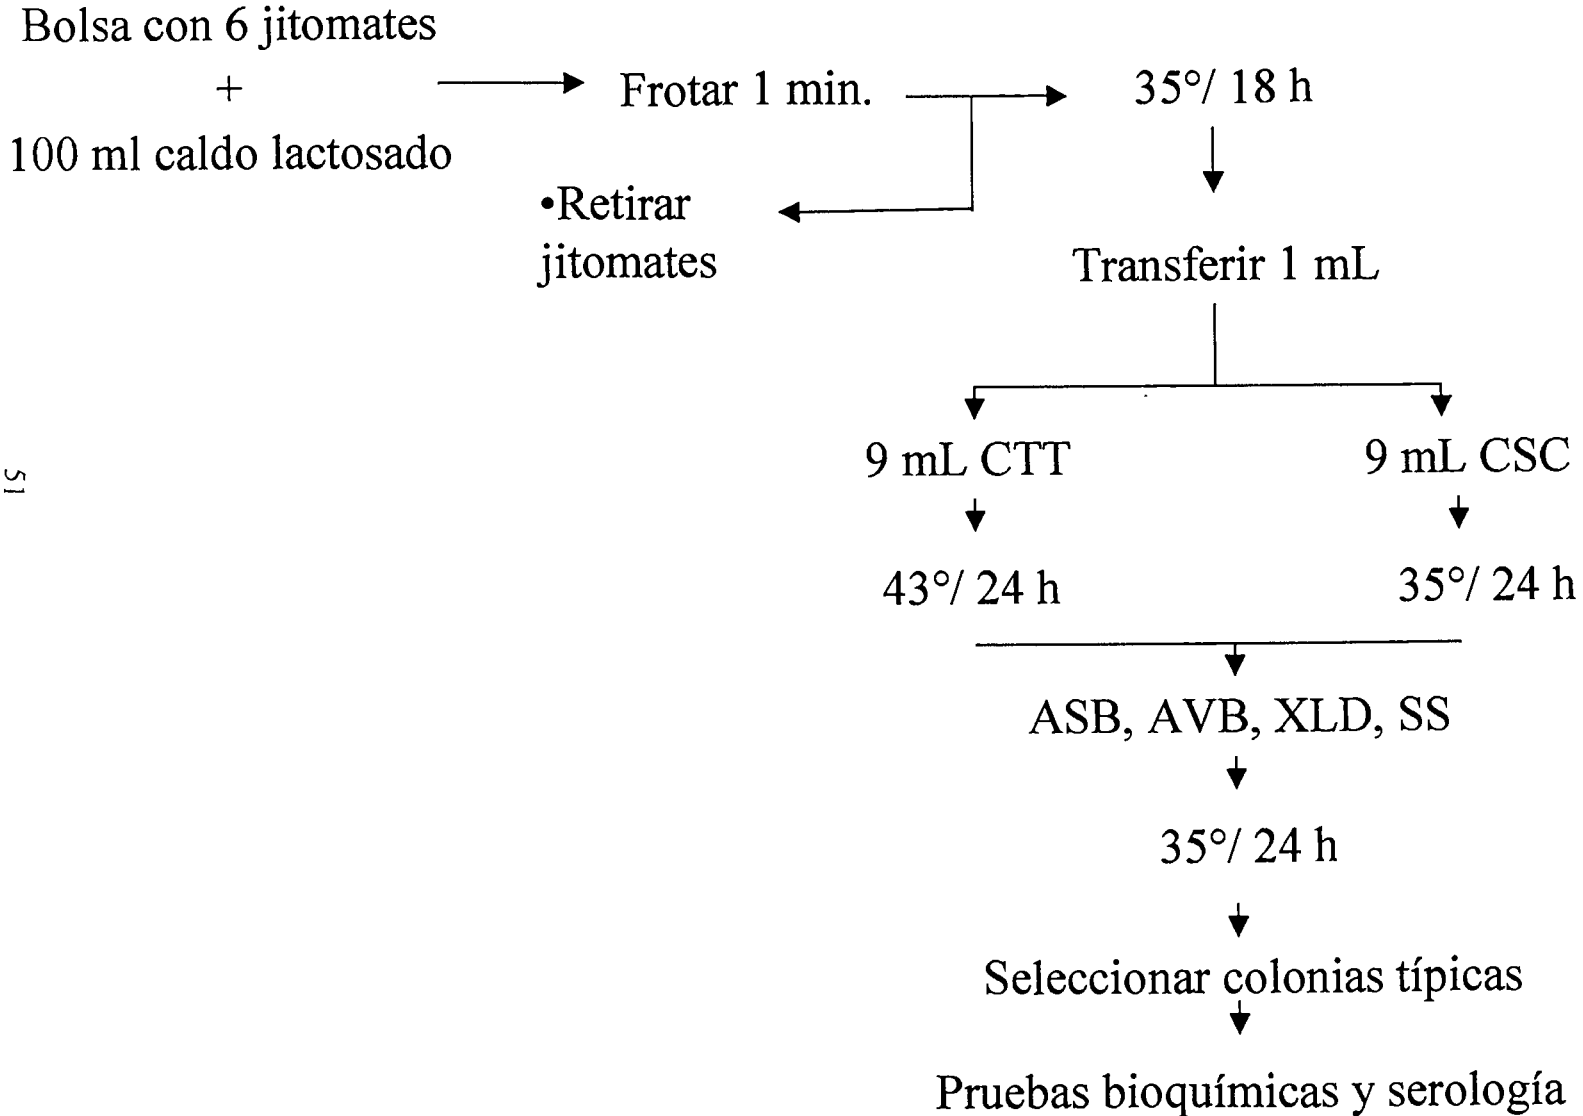 Bolsa con 6 jitomates
+
100 ml caldo lactosado
Frotar 1 min.
35°/ 18 h
•Retirar
jitomates
Transferir 1 mL
9 mL CTT
9 mL CSC
43°/ 24 h
35°/ 24 h
ASB, AVB, XLD, SS
35°/ 24 h
Seleccionar colonias típicas
Pruebas bioquímicas y serología
51